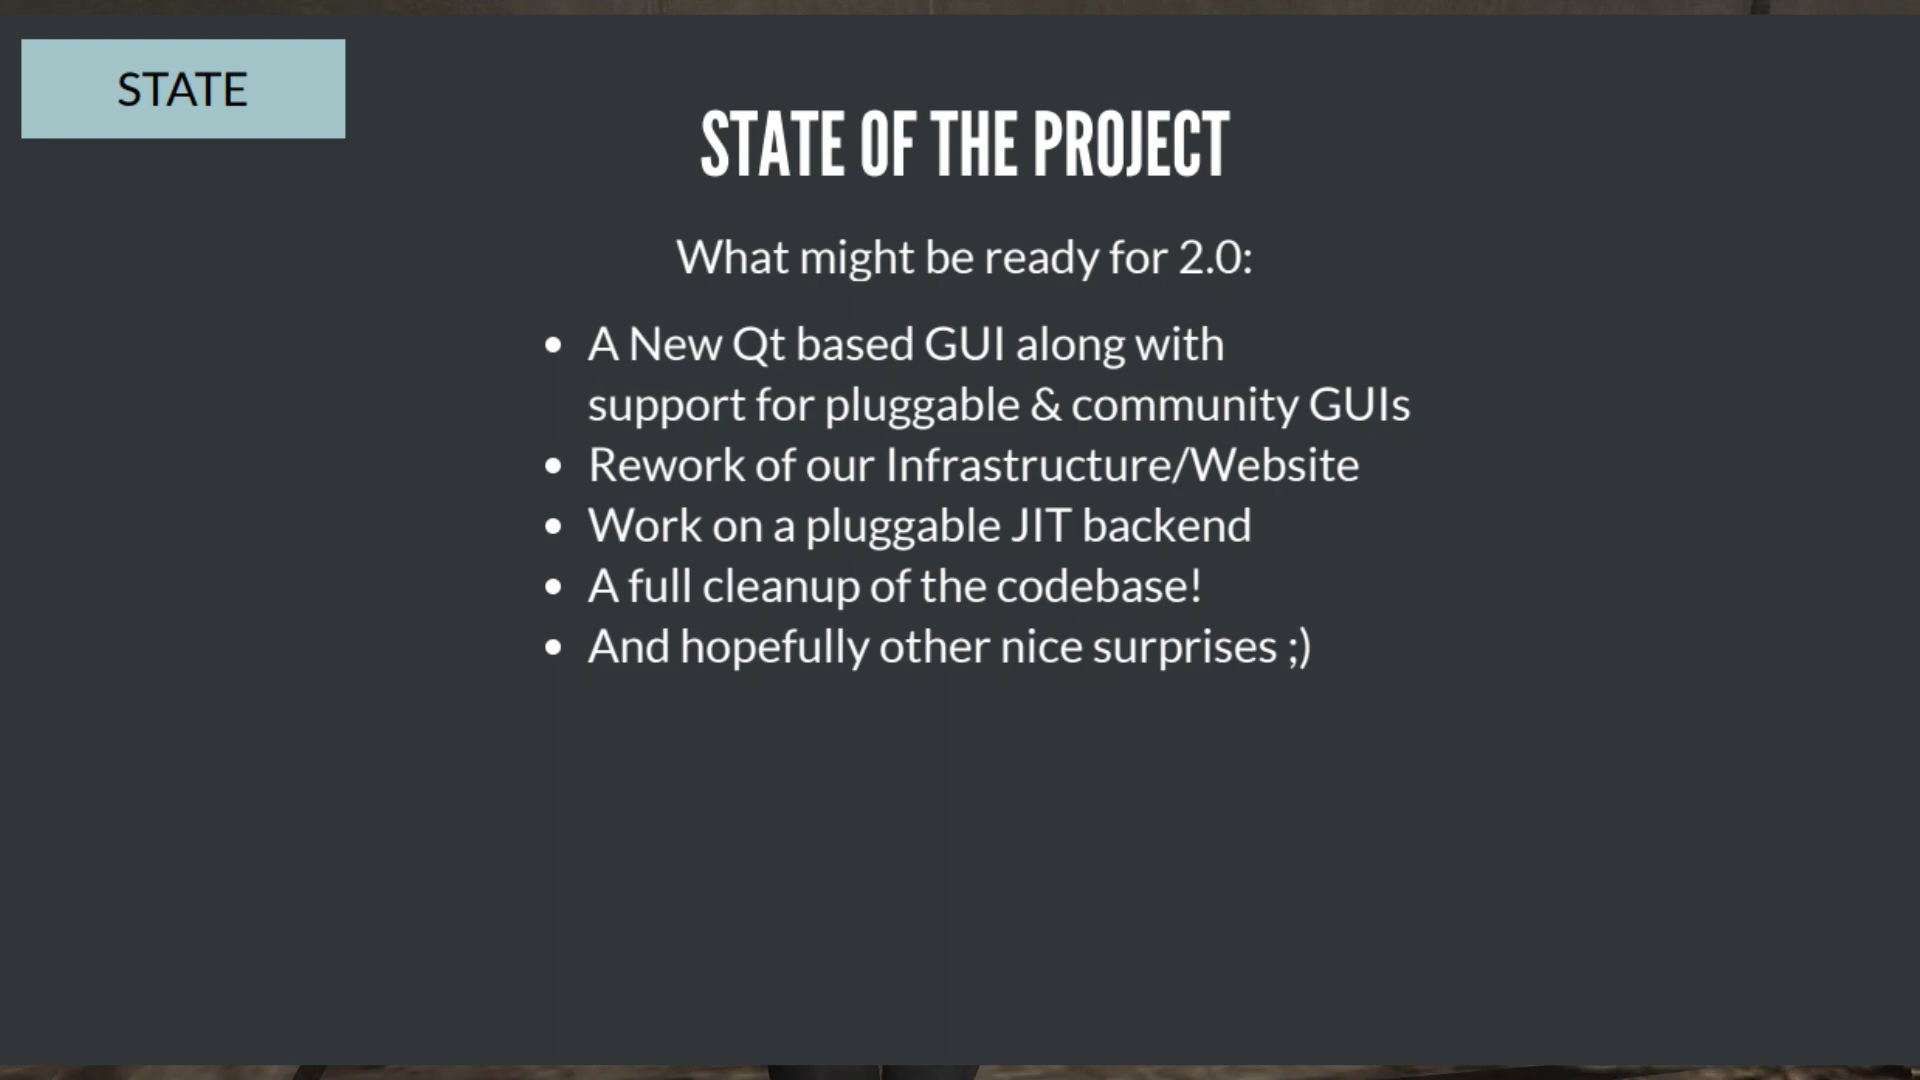 STATE
STATE OF THE PROJECT
What might be ready for 2.0:
• A New Qt based GUI along with
support for pluggable & community GUIs
• Rework of our Infrastructure/Website
• Work on a pluggable JIT backend
• A full cleanup of the codebase!
• And hopefully other nice surprises ;)